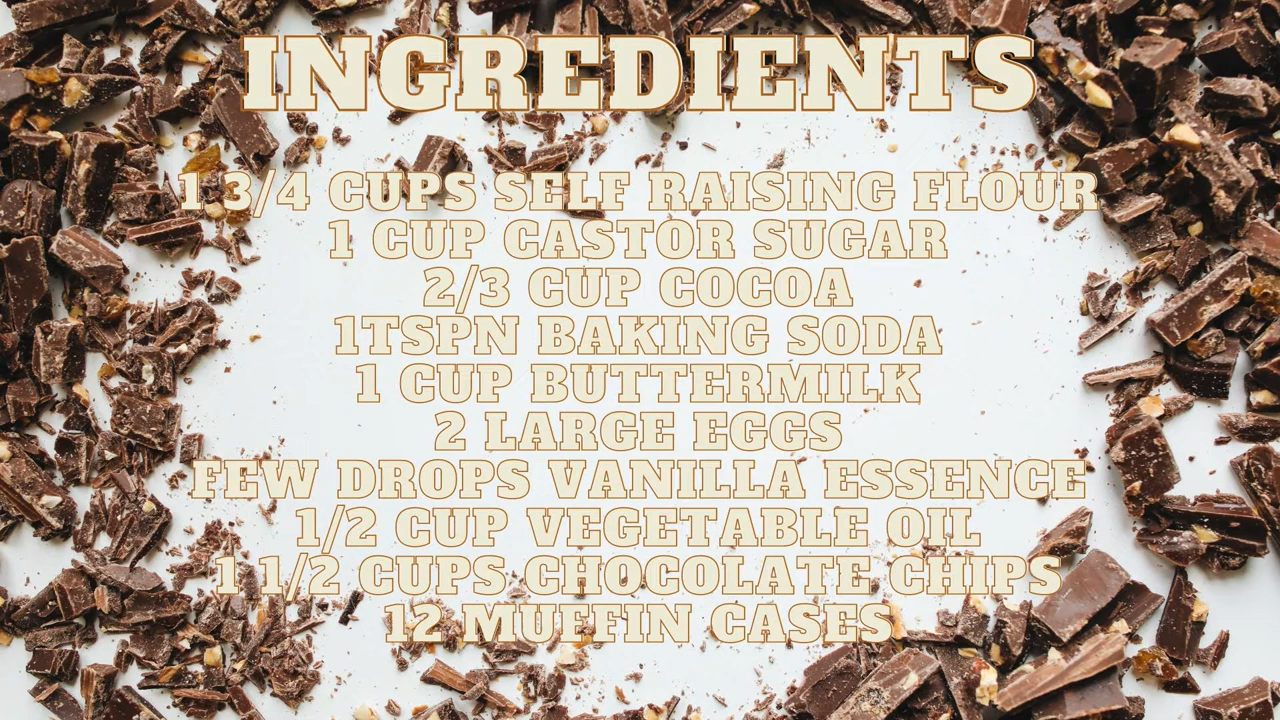 INGREDIENTS
1 3/4 CUPS SELF RAISING FLOUR
1 CUP CASTOR SUGAR
2/3 CUP COCOA
1TSPN BAKING SODA
1 CUP BUTTERMILK
2 LARGE EGGS
FEW DROPS VANILLA ESSENCE
1/2 CUP VEGETABLE OIL
1 1/2 CUPS CHOCOLATE CHIPS
12 MUFFIN CASES